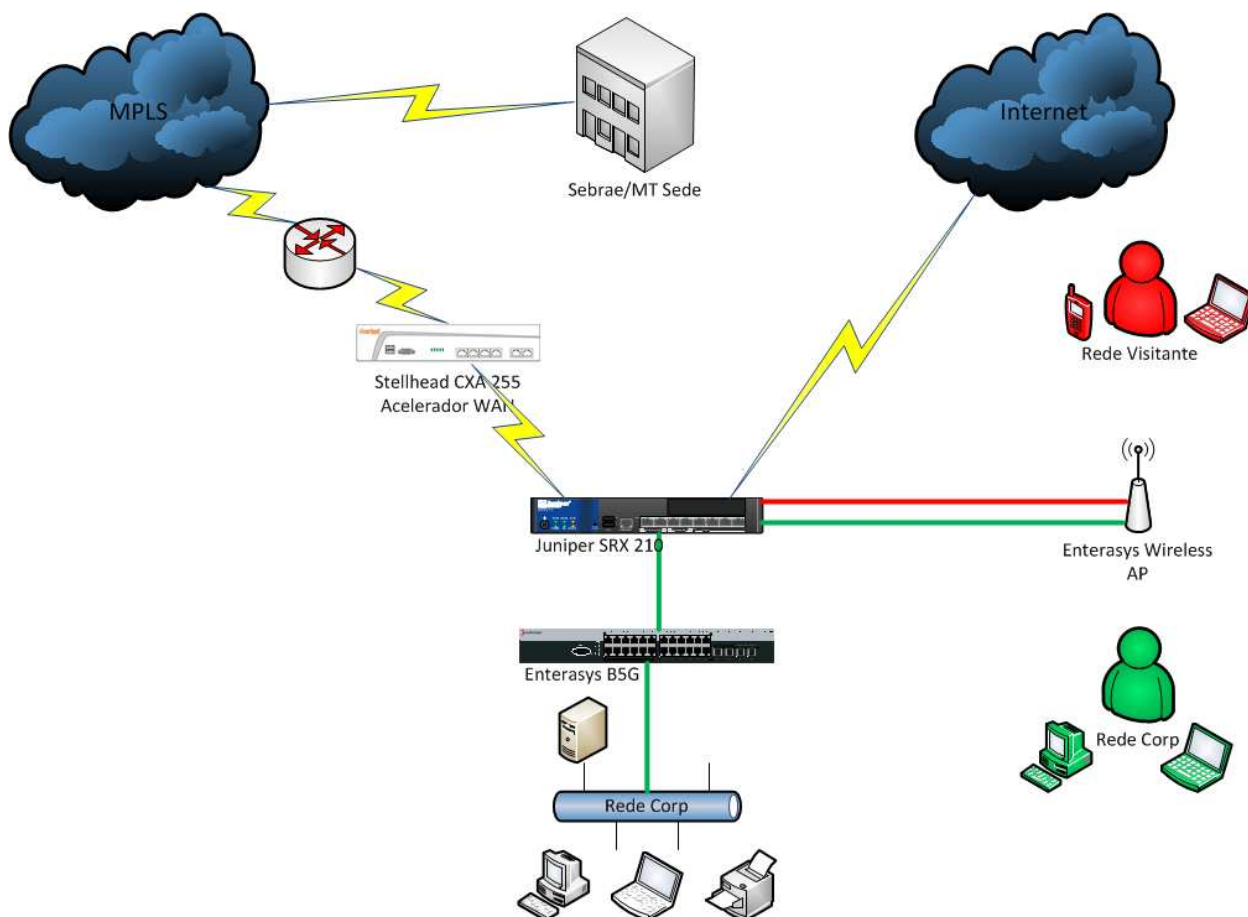 MPLS
Internet
Sebrae/MT Sede
Stellhead CXA 255
Acelerador WAN
Rede Visitante
Juniper SRX 210
Enterasys Wireless
AP
Enterasys B5G
Rede Corp
Rede Corp